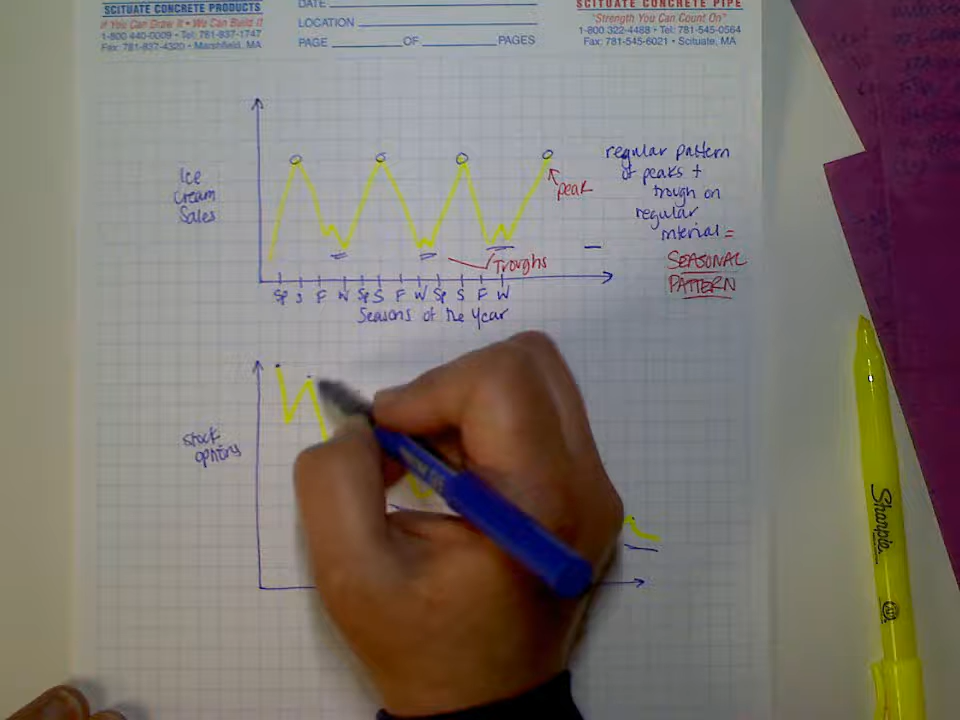 SCITUATE CONCRETE PRODUCTS
If You Can Draw It • We Can Build It
1-800 440-0009 • Tel: 781-837-1747
Fax: 781-837-4320 • Marshfield, MA
DATE
LOCATION
PAGE OF PAGES
SCITUATE CONCRETE PIPE
"Strength You Can Count On"
1-800 322-4488 • Tel: 781-545-0564
Fax: 781-545-6021 • Scituate, MA
Ice
Cream
Sales
peak
Troughs
Sp S F W Sp S F W Sp S F W
Seasons of the Year
regular pattern
of peaks +
trough on
regular
interval =
SEASONAL
PATTERN
Stock
options
Sharpie